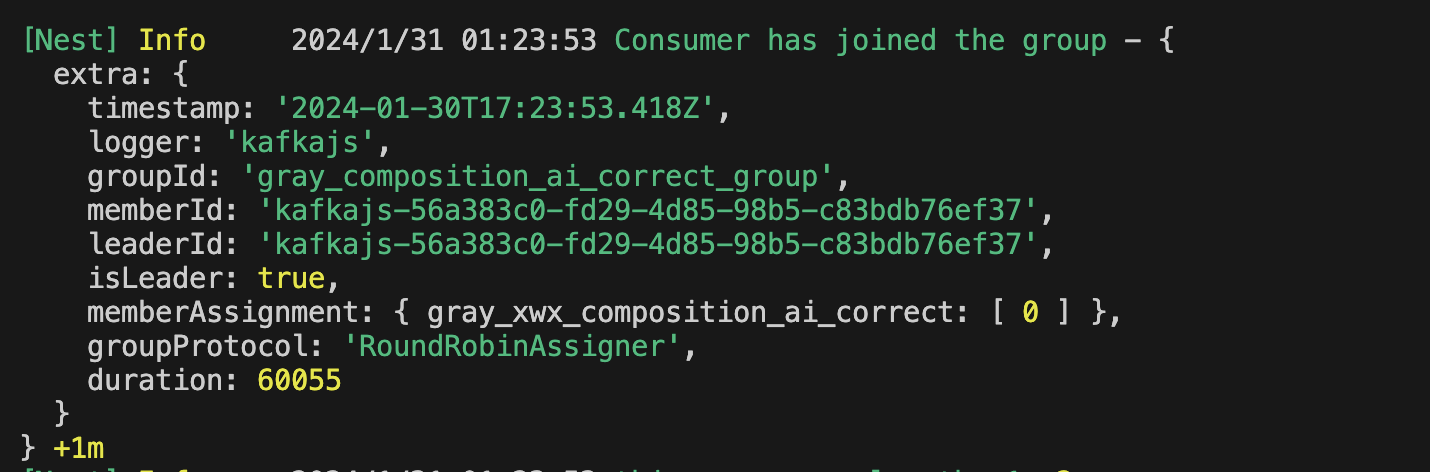 [Nest] Info     2024/1/31 01:23:53 Consumer has joined the group - {
  extra: {
    timestamp: '2024-01-30T17:23:53.418Z',
    logger: 'kafkajs',
    groupId: 'gray_composition_ai_correct_group',
    memberId: 'kafkajs-56a383c0-fd29-4d85-98b5-c83bdb76ef37',
    leaderId: 'kafkajs-56a383c0-fd29-4d85-98b5-c83bdb76ef37',
    isLeader: true,
    memberAssignment: { gray_xwx_composition_ai_correct: [ 0 ] },
    groupProtocol: 'RoundRobinAssigner',
    duration: 60055
  }
} +1m